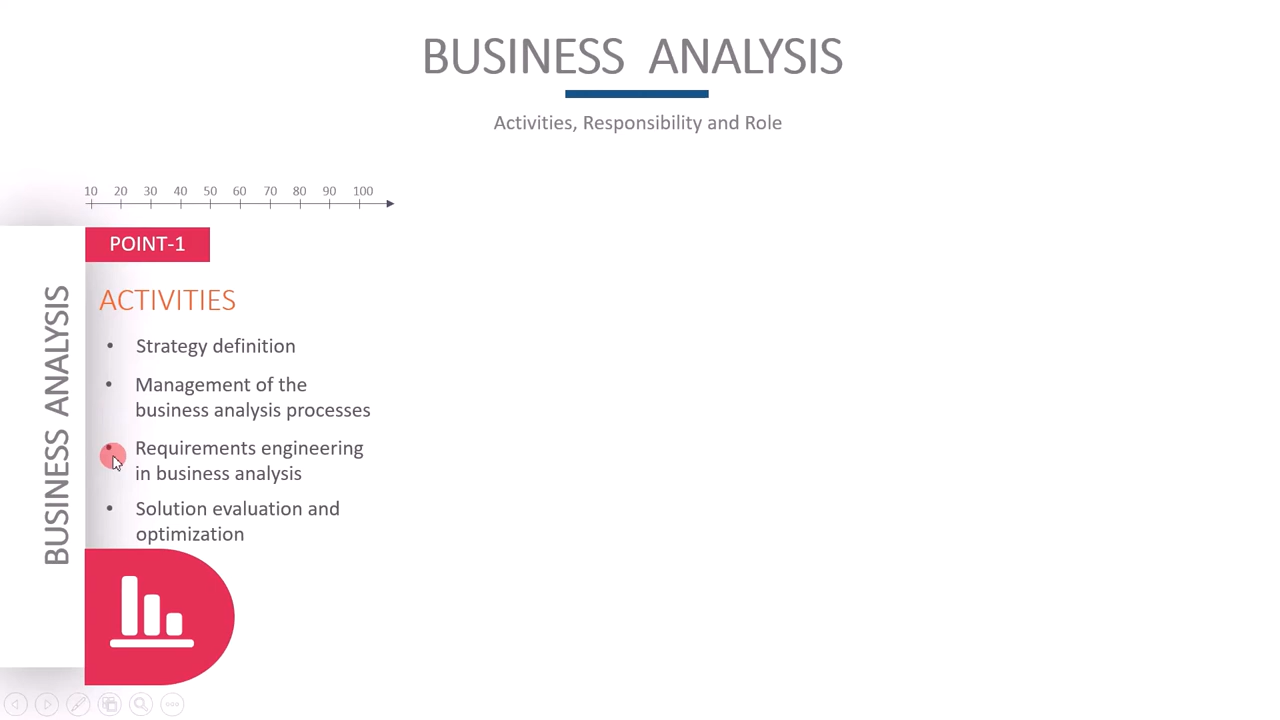 BUSINESS ANALYSIS
Activities, Responsibility and Role
10 20 30 40 50 60 70 80 90 100
POINT-1
BUSINESS ANALYSIS
ACTIVITIES
• Strategy definition
• Management of the
business analysis processes
• Requirements engineering
in business analysis
• Solution evaluation and
optimization